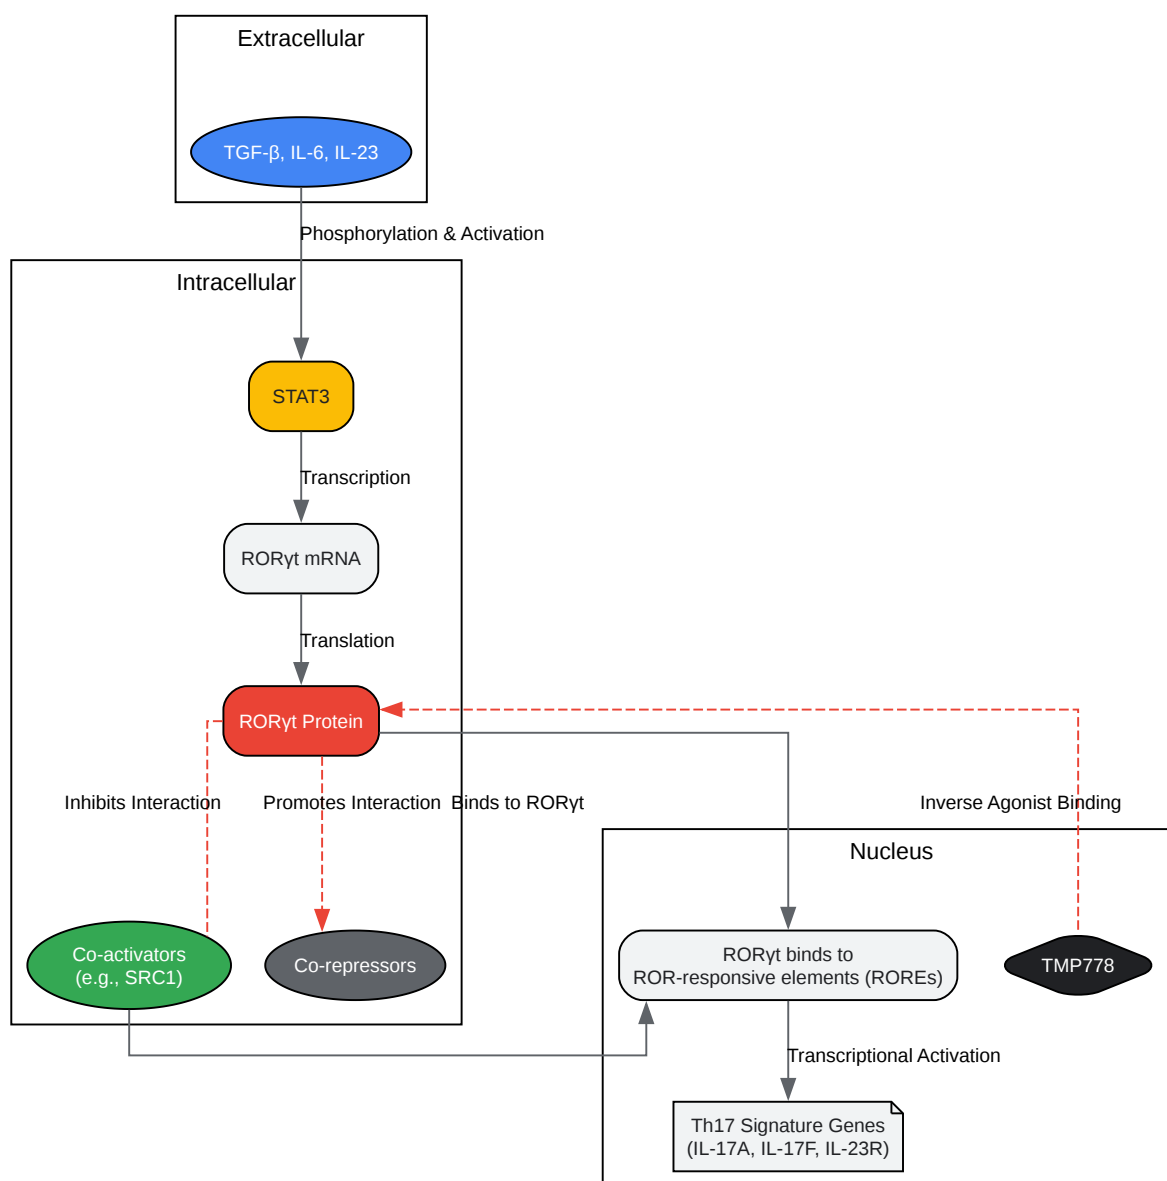 Extracellular
TGF-β, IL-6, IL-23
Phosphorylation & Activation
Intracellular
STAT3
Transcription
RORγt mRNA
Translation
RORγt Protein
Inhibits Interaction
Promotes Interaction
Binds to RORγt
Inverse Agonist Binding
Nucleus
Co-activators
(e.g., SRC1)
Co-repressors
RORγt binds to
ROR-responsive elements (ROREs)
TMP778
Transcriptional Activation
Th17 Signature Genes
(IL-17A, IL-17F, IL-23R)